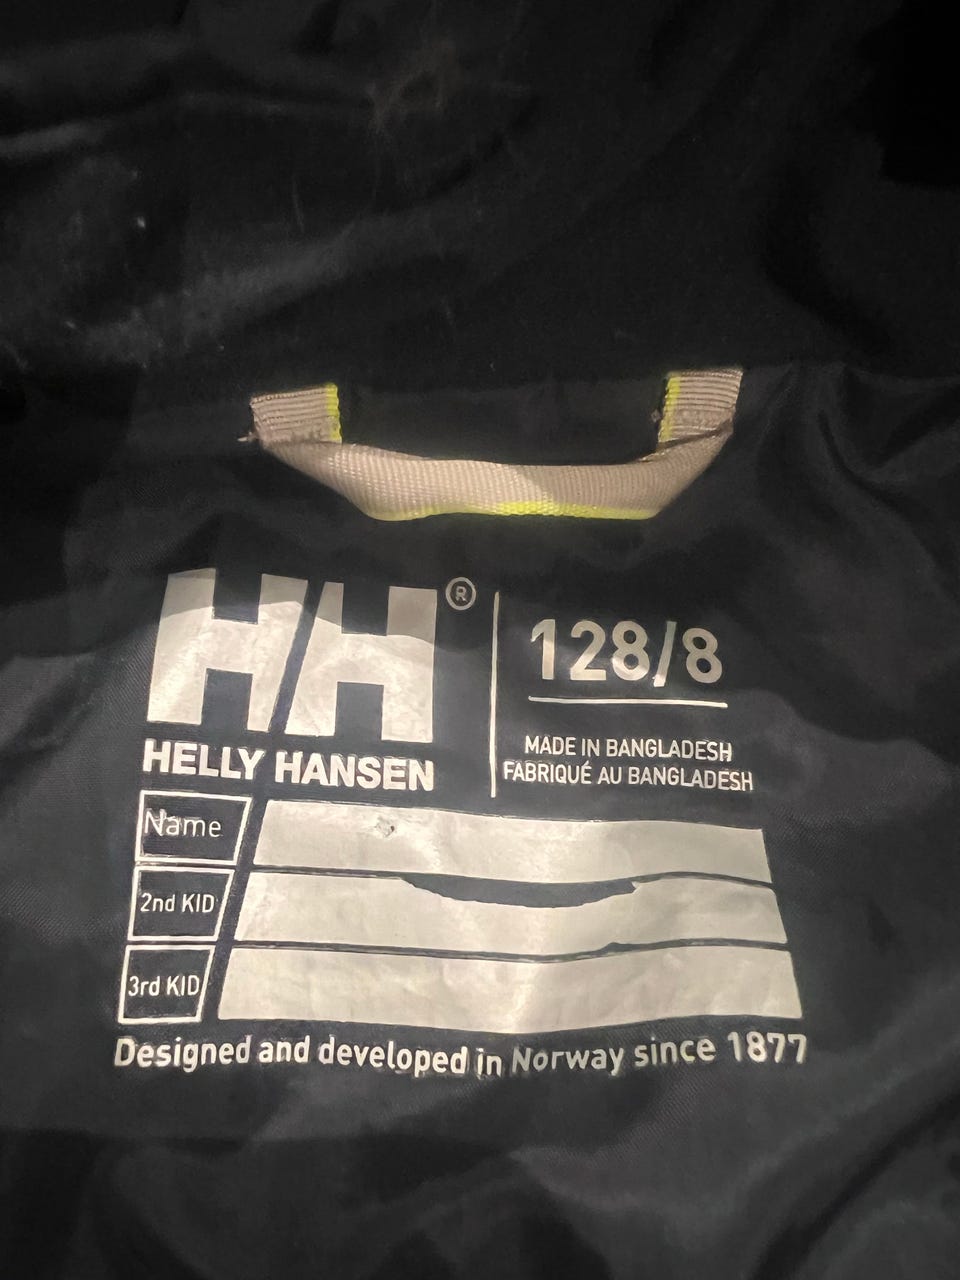 HH®
HELLY HANSEN
128/8
MADE IN BANGLADESH
FABRIQUÉ AU BANGLADESH
Name
2nd KID
3rd KID
Designed and developed in Norway since 1877